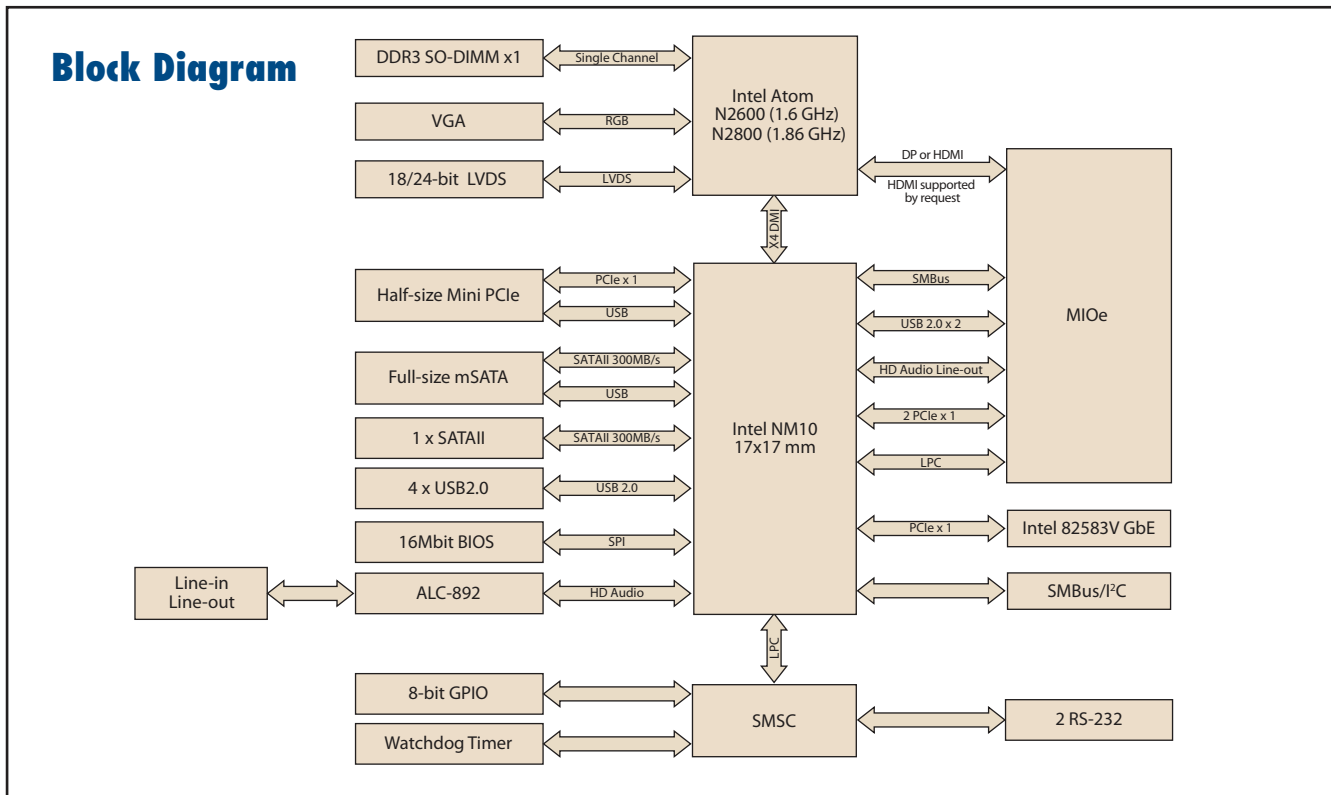 Block Diagram
DDR3 SO-DIMM x1
Single Channel
VGA
RGB
18/24-bit LVDS
LVDS
Intel Atom
N2600 (1.6 GHz)
N2800 (1.86 GHz)
DP or HDMI
HDMI supported
by request
X4 DMI
Half-size Mini PCIe
PCIe x 1
USB
Full-size mSATA
SATAII 300MB/s
USB
1 x SATAII
SATAII 300MB/s
4 x USB2.0
USB 2.0
16Mbit BIOS
SPI
Line-in
Line-out
ALC-892
HD Audio
Intel NM10
17x17 mm
SMBus
USB 2.0 x 2
HD Audio Line-out
2 PCIe x 1
LPC
MIOe
PCIe x 1
Intel 82583V GbE
SMBus/I²C
LPC
8-bit GPIO
Watchdog Timer
SMSC
2 RS-232